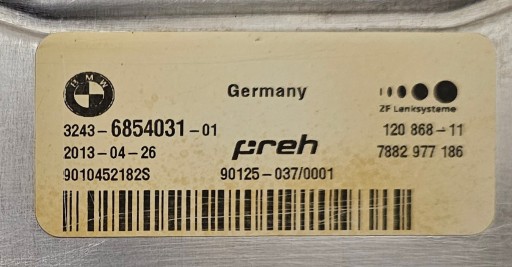 BMW
Germany
ZF Lenksysteme
3243-6854031-01
120 868-11
2013-04-26
preh
7882 977 186
9010452182S
90125-037/0001